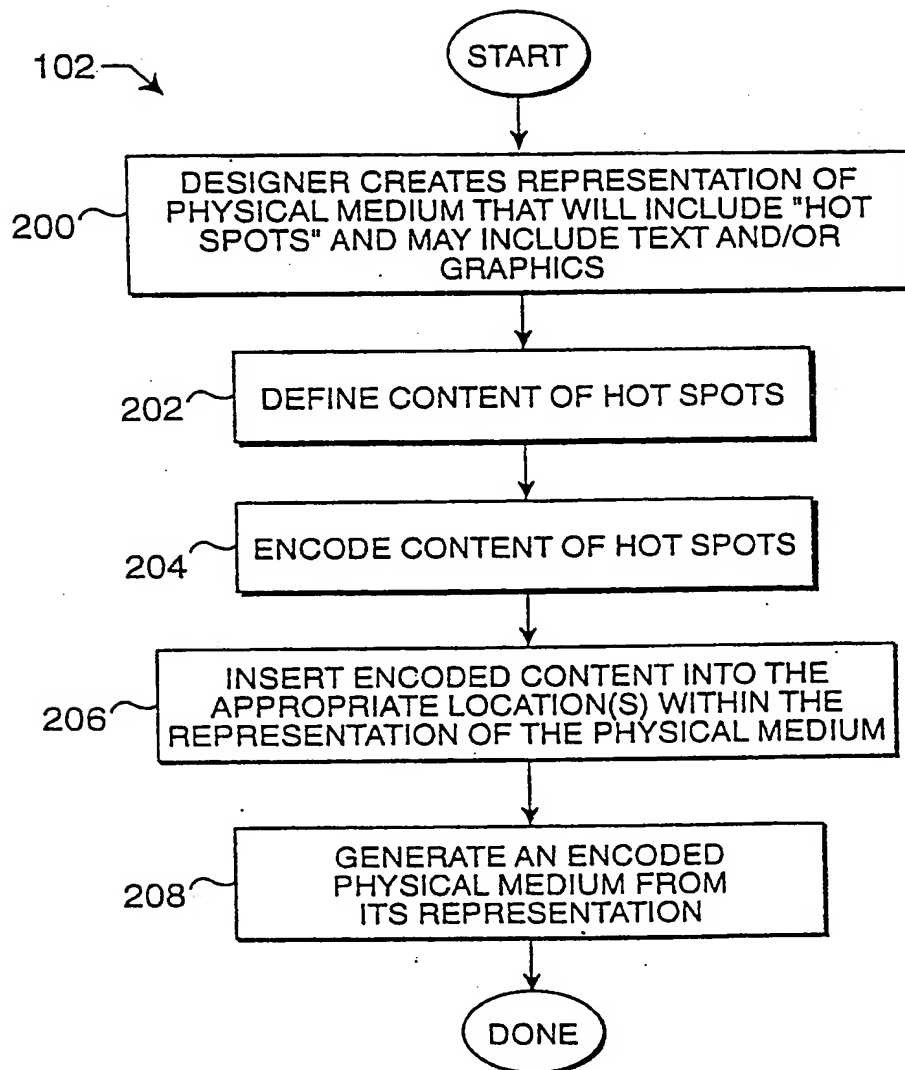 START
102
DESIGNER CREATES REPRESENTATION OF
PHYSICAL MEDIUM THAT WILL INCLUDE "HOT
SPOTS" AND MAY INCLUDE TEXT AND/OR
GRAPHICS
200
DEFINE CONTENT OF HOT SPOTS
202
ENCODE CONTENT OF HOT SPOTS
204
INSERT ENCODED CONTENT INTO THE
APPROPRIATE LOCATION(S) WITHIN THE
REPRESENTATION OF THE PHYSICAL MEDIUM
206
GENERATE AN ENCODED
PHYSICAL MEDIUM FROM
ITS REPRESENTATION
208
DONE